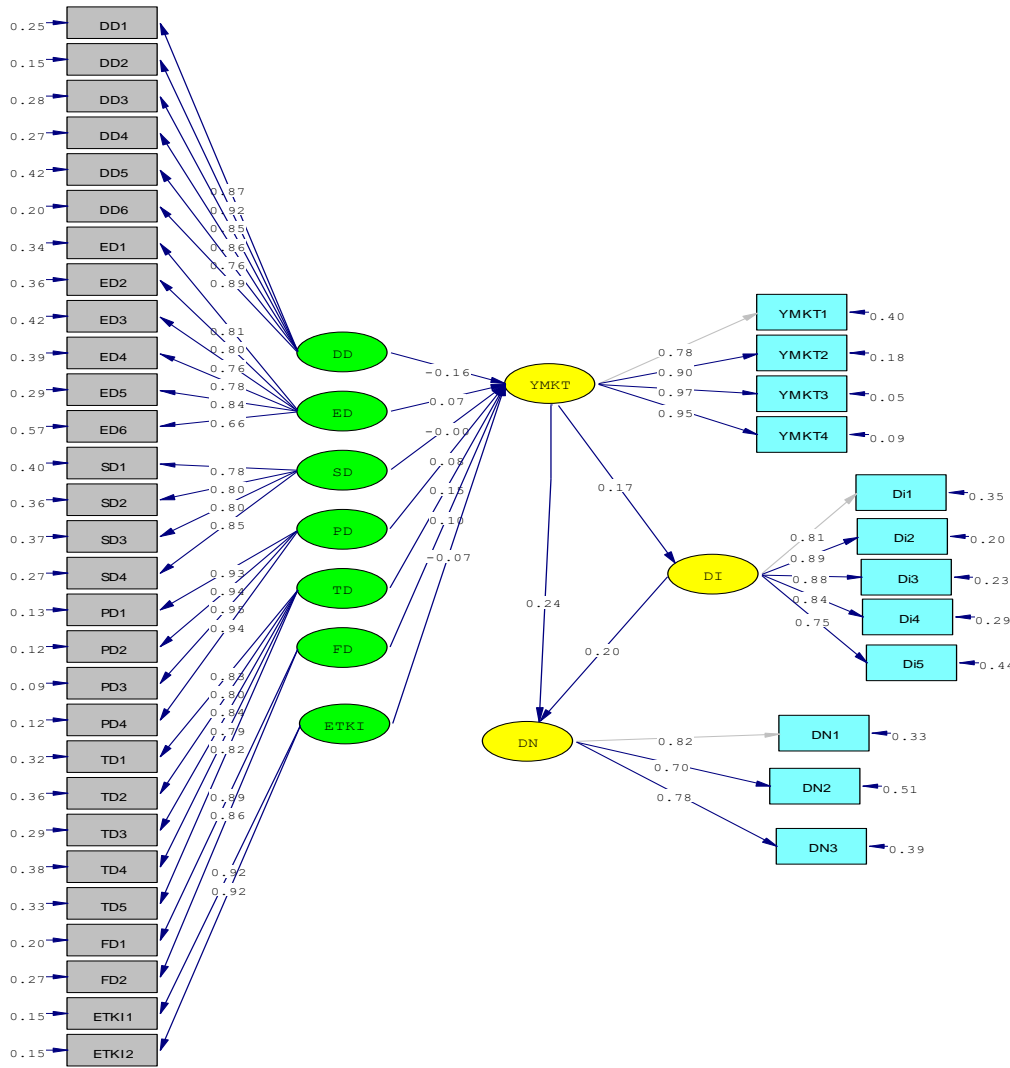 0.25 DD1
0.15 DD2
0.28 DD3
0.27 DD4
0.42 DD5
0.20 DD6
0.34 ED1
0.36 ED2
0.42 ED3
0.39 ED4
0.29 ED5
0.57 ED6
0.40 SD1
0.36 SD2
0.37 SD3
0.27 SD4
0.13 PD1
0.12 PD2
0.09 PD3
0.12 PD4
0.32 TD1
0.36 TD2
0.29 TD3
0.38 TD4
0.33 TD5
0.20 FD1
0.27 FD2
0.15 ETKI1
0.15 ETKI2
0.87
0.92
0.85
0.86
0.76
0.89
0.81
0.80
0.76
0.78
0.84
0.66
0.78
0.80
0.80
0.85
0.93
0.94
0.95
0.94
0.83
0.80
0.84
0.79
0.82
0.89
0.86
0.92
0.92
DD
ED
SD
PD
TD
FD
ETKI
-0.16
0.07
-0.00
0.08
0.10
-0.07
YMKT
0.78
0.90
0.97
0.95
YMKT1 0.40
YMKT2 0.18
YMKT3 0.05
YMKT4 0.09
0.17
0.24
0.20
DI
0.81
0.89
0.88
0.84
0.75
Di1 0.35
Di2 0.20
Di3 0.23
Di4 0.29
Di5
DN
0.82
0.70
0.78
DN1 0.33
DN2 0.51
DN3 0.39